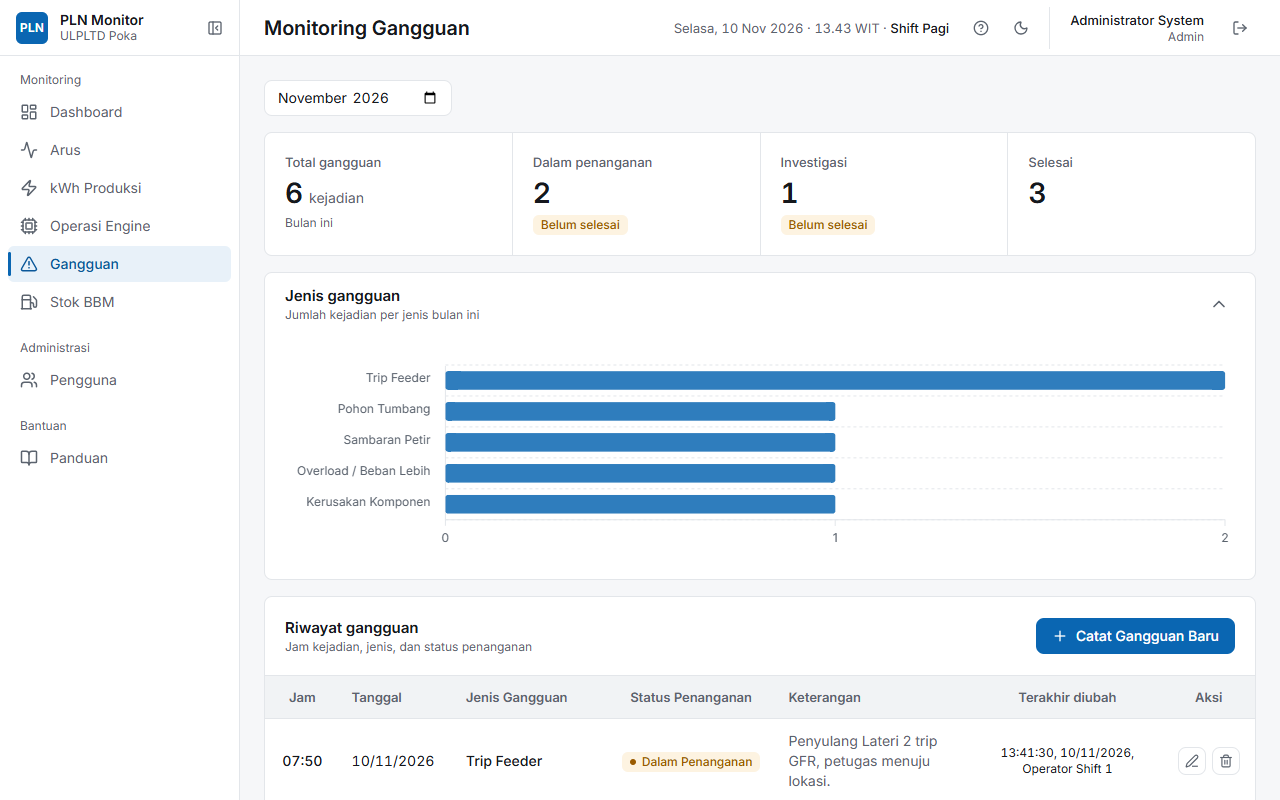 PLN
PLN Monitor
ULPLTD Poka
Monitoring Gangguan
Selasa, 10 Nov 2026 · 13.43 WIT · Shift Pagi
Administrator System
Admin
Monitoring
Dashboard
Arus
kWh Produksi
Operasi Engine
Gangguan
Stok BBM
Administrasi
Pengguna
Bantuan
Panduan
November 2026
Total gangguan
6 kejadian
Bulan ini
Dalam penanganan
2
Belum selesai
Investigasi
1
Belum selesai
Selesai
3
Jenis gangguan
Jumlah kejadian per jenis bulan ini
Trip Feeder
Pohon Tumbang
Sambaran Petir
Overload / Beban Lebih
Kerusakan Komponen
0 1 2
Riwayat gangguan
Jam kejadian, jenis, dan status penanganan
Catat Gangguan Baru
Jam Tanggal Jenis Gangguan Status Penanganan Keterangan Terakhir diubah Aksi
07:50 10/11/2026 Trip Feeder Dalam Penanganan
Penyulang Lateri 2 trip
GFR, petugas menuju
lokasi.
13:41:30, 10/11/2026,
Operator Shift 1